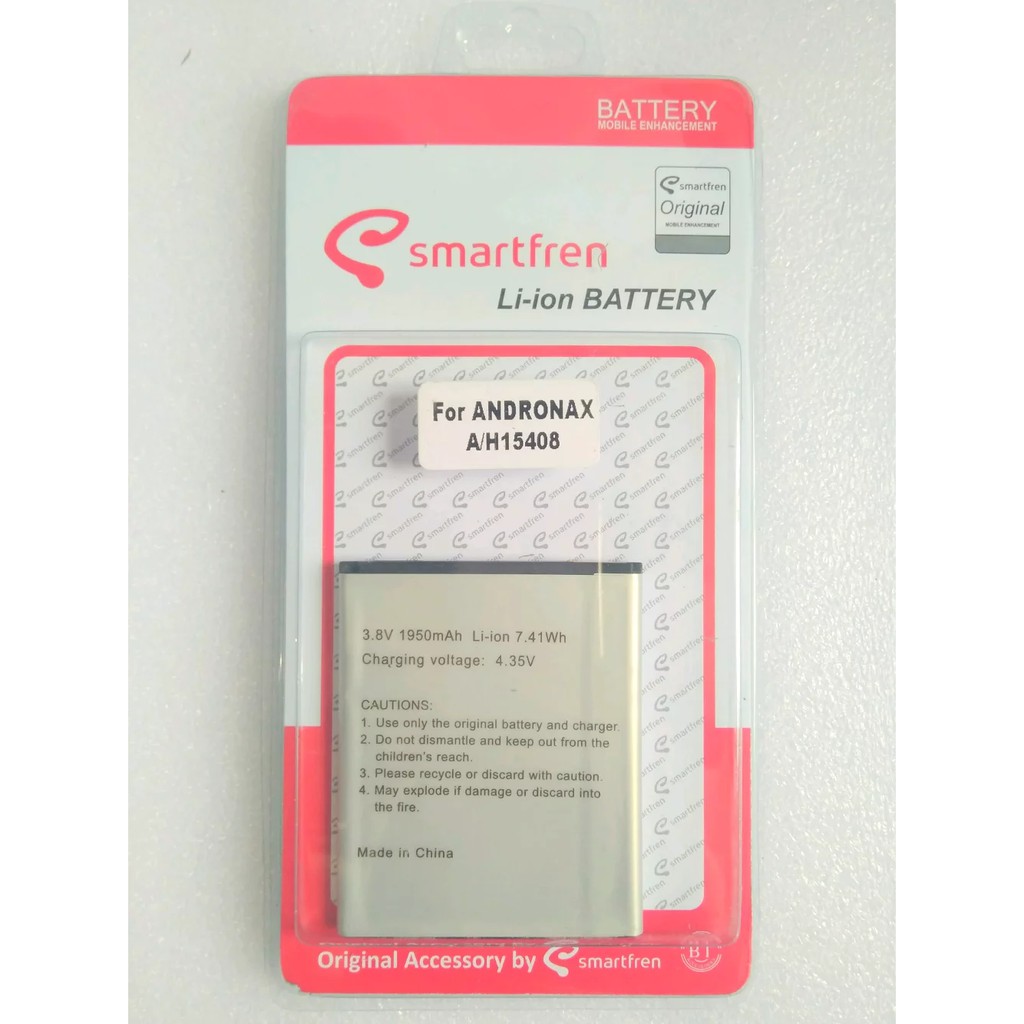 BATTERY
MOBILE ENHANCEMENT
smartfren
Original
MOBILE ENHANCEMENT
smartfren
Li-ion BATTERY
For ANDRONAX
A/H15408
3.8V 1950mAh Li-ion 7.41Wh
Charging voltage: 4.35V
CAUTIONS:
1. Use only the original battery and charger.
2. Do not dismantle and keep out from the
children's reach.
3. Please recycle or discard with caution.
4. May explode if damage or discard into
the fire.
Made in China
Original Accessory by smartfren
BT